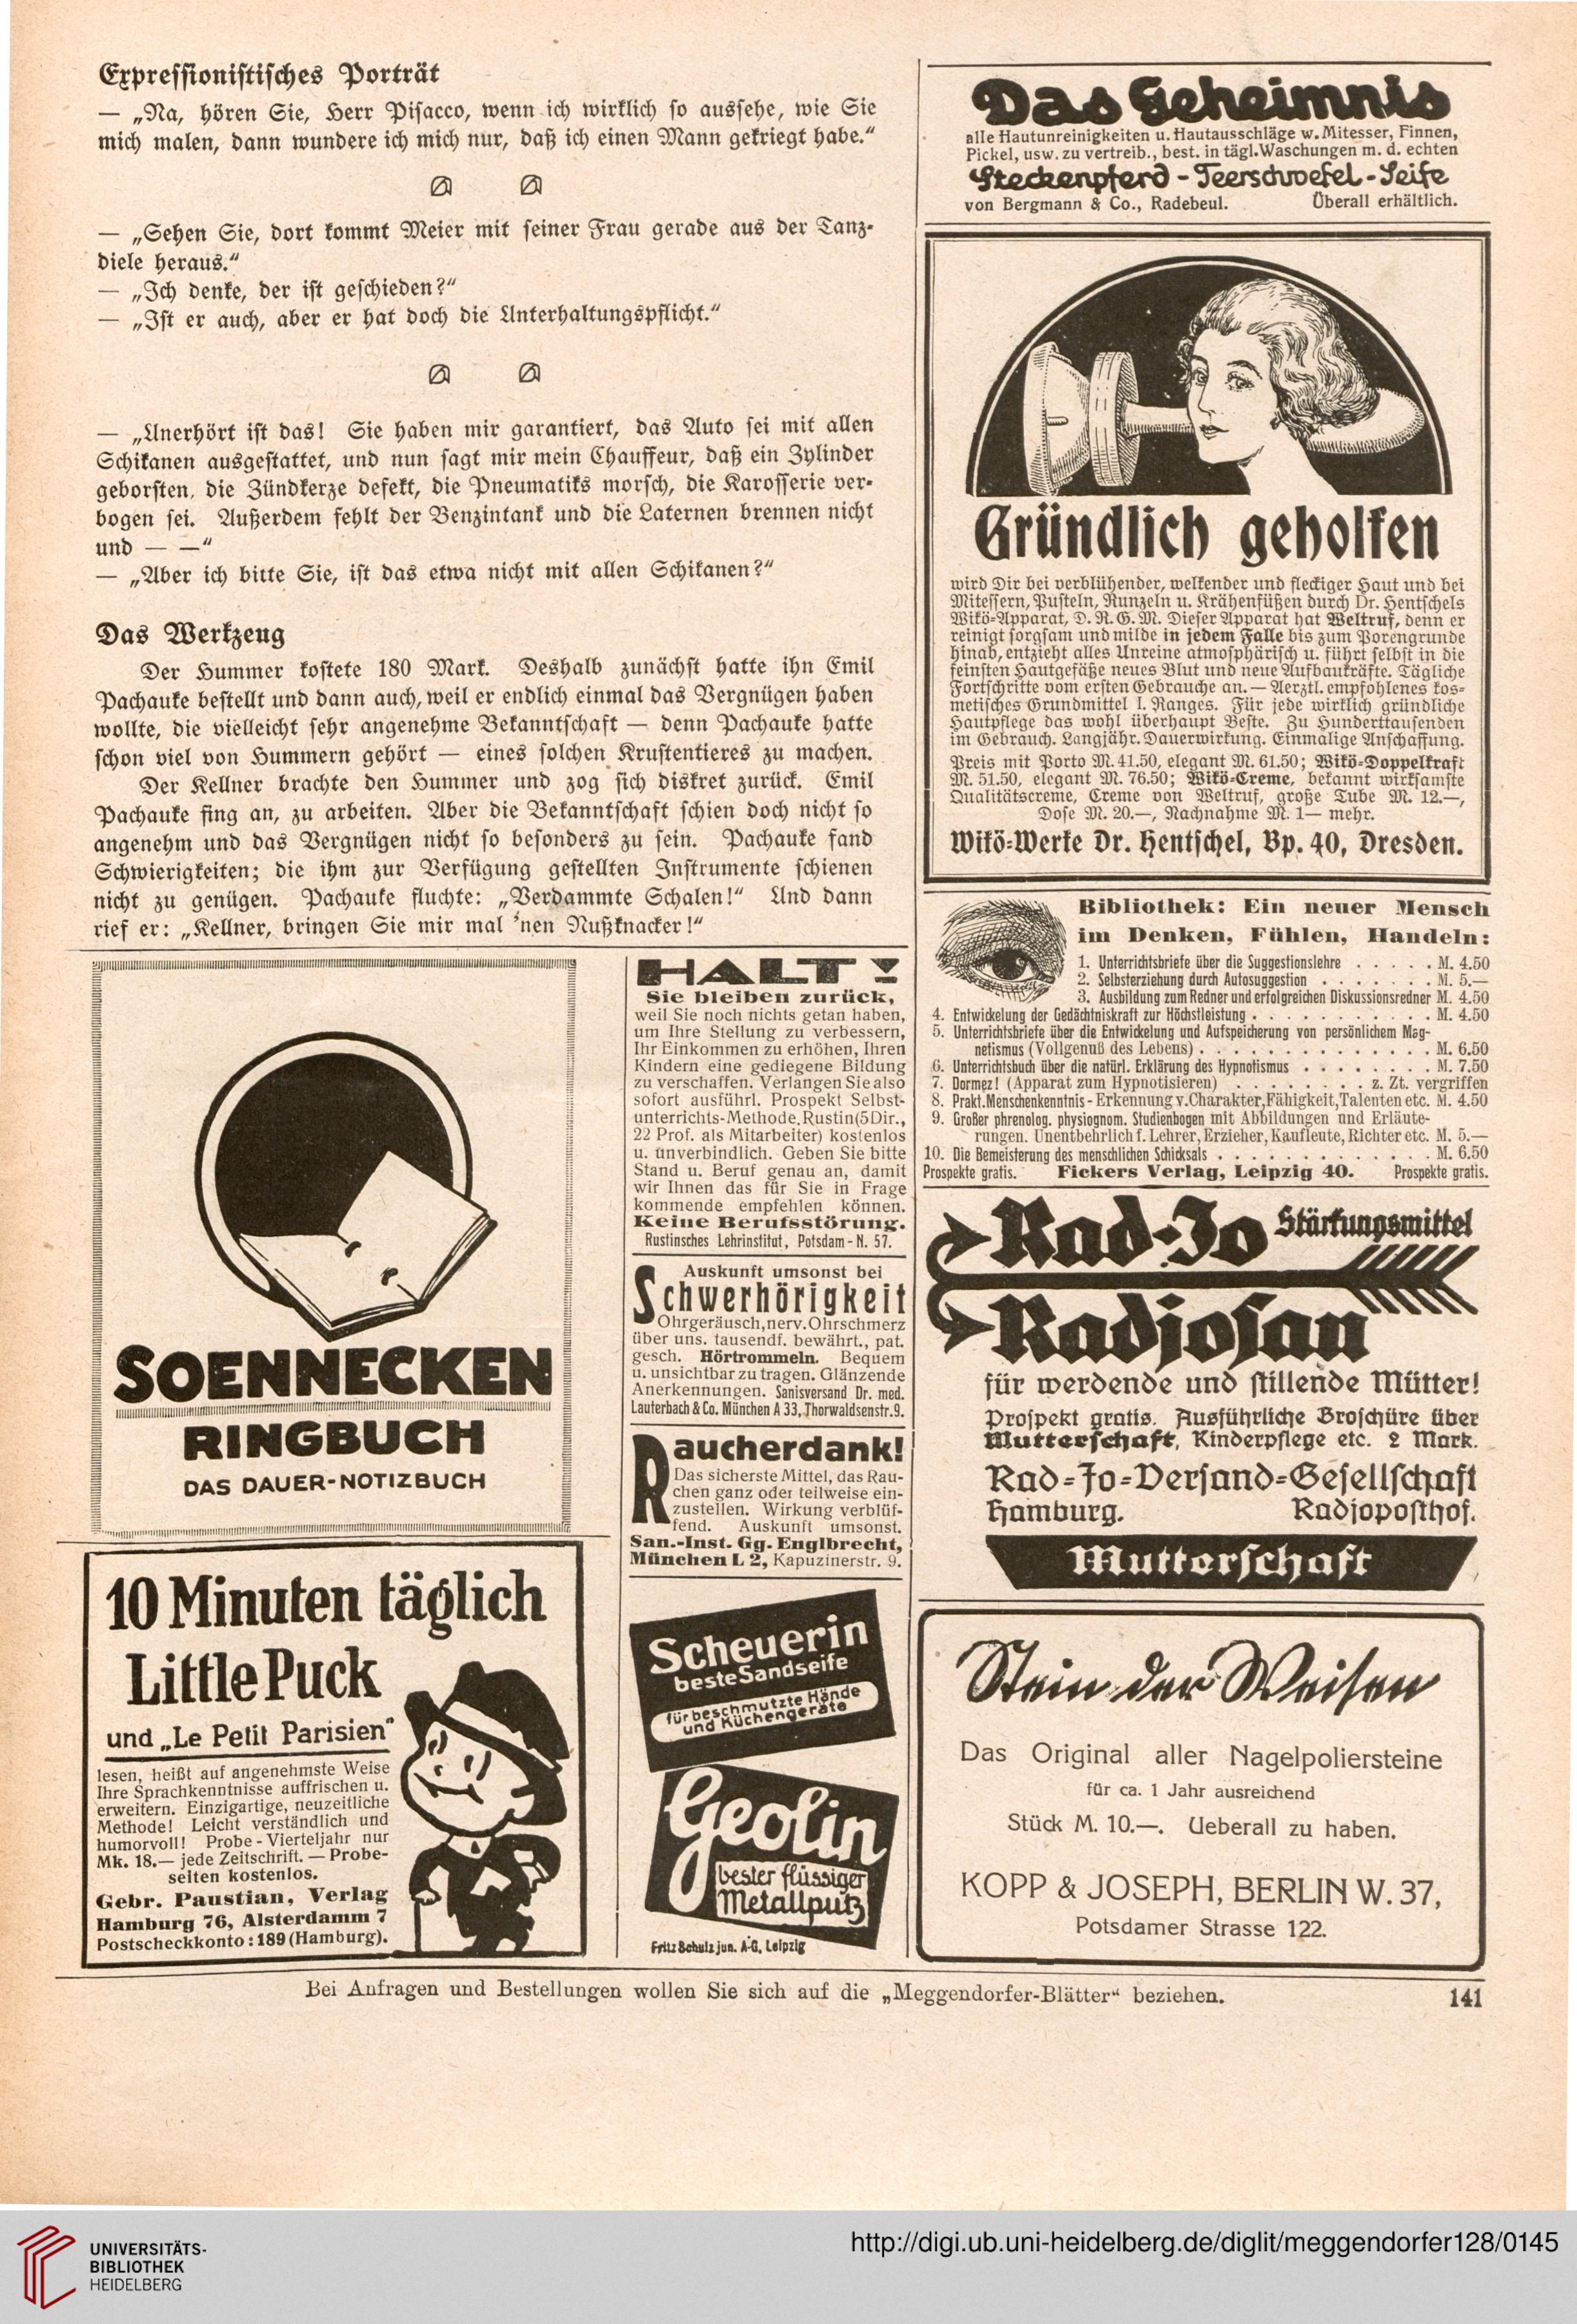 Expressionistisches Porträt
— „Na, hören Sie, Herr Pisacco, wenn ich wirklich so aussehe, wie Sie
mich malen, dann wundere ich mich nur, daß ich einen Mann gekriegt habe.“
— „Sehen Sie, dort kommt Meier mit seiner Frau gerade aus der Tanz-
diele heraus.“
— „Ich denke, der ist geschieden?“
— „Ist er auch, aber er hat doch die Unterhaltungspflicht.“
— „Unerhört ist das! Sie haben mir garantiert, das Auto sei mit allen
Schikanen ausgestattet, und nun sagt mir mein Chauffeur, daß ein Zylinder
geborsten, die Zündkerze defekt, die Pneumatiks morsch, die Karosserie ver-
bogen sei. Außerdem fehlt der Benzintank und die Laternen brennen nicht
und — —“
— „Aber ich bitte Sie, ist das etwa nicht mit allen Schikanen?“
Das Werkzeug
Der Hummer kostete 180 Mark. Deshalb zunächst hatte ihn Emil
Pachauke bestellt und dann auch, weil er endlich einmal das Vergnügen haben
wollte, die vielleicht sehr angenehme Bekanntschaft — denn Pachauke hatte
schon viel von Hummern gehört — eines solchen Krustentieres zu machen.
Der Kellner brachte den Hummer und zog sich diskret zurück. Emil
Pachauke fing an, zu arbeiten. Aber die Bekanntschaft schien doch nicht so
angenehm und das Vergnügen nicht so besonders zu sein. Pachauke fand
Schwierigkeiten; die ihm zur Verfügung gestellten Instrumente schienen
nicht zu genügen. Pachauke fluchte: „Verdammte Schalen!“ Und dann
rief er: „Kellner, bringen Sie mir mal 'nen Nußknacker!“
Das Geheimnis
alle Hautunreinigkeiten u. Hautausschläge w. Mitesser, Finnen,
Pickel, usw. zu vertreib., best. in tägl. Waschungen m. d. echten
Steckenpferd - Teerschwefel - Seife
von Bergmann & Co., Radebeul. Überall erhältlich.
Gründlich geholfen
wird Dir bei verblühender, welkender und fleckiger Haut und bei
Mitessern, Pusteln, Runzeln u. Krähenfüßen durch Dr. Hentschels
Wikö-Apparat, D. R. G. M. Dieser Apparat hat Weltruf, denn er
reinigt sorgsam und milde in jedem Falle bis zum Porengrunde
hinab, entzieht alles Unreine atmosphärisch u. führt selbst in die
feinsten Hautgefäße neues Blut und neue Aufbaukräfte. Tägliche
Fortschritte vom ersten Gebrauche an. — Aerztl. empfohlenes kos-
metisches Grundmittel I. Ranges. Für jede wirklich gründliche
Hautpflege das wohl überhaupt Beste. Zu Hunderttausenden
im Gebrauch. Langjähr. Dauerwirkung. Einmalige Anschaffung.
Preis mit Porto M. 41.50, elegant M. 61.50; Wikö-Doppelkraft
M. 51.50, elegant M. 76.50; Wikö-Creme, bekannt wirksamste
Qualitätscreme, Creme von Weltruf, große Tube M. 12.—,
Dose M. 20.—, Nachnahme M. 1— mehr.
Wikö-Werke Dr. Hentschel, Bp. 40, Dresden.
Bibliothek: Ein neuer Mensch
im Denken, Fühlen, Handeln:
1. Unterrichtsbriefe über die Suggestionslehre . . . . . M. 4.50
2. Selbsterziehung durch Autosuggestion . . . . . . . M. 5.—
3. Ausbildung zum Redner und erfolgreichen Diskussionsredner M. 4.50
4. Entwickelung der Gedächtniskraft zur Höchstleistung . . . . . . . . . . . M. 4.50
5. Unterrichtsbriefe über die Entwickelung und Aufspeicherung von persönlichem Mag-
netismus (Vollgenuß des Lebens) . . . . . . . . . . . . . . M. 6.50
6. Unterrichtsbuch über die natürl. Erklärung des Hypnotismus . . . . . . . . M. 7.50
7. Dormez! (Apparat zum Hypnotisieren) . . . . . . . . z. Zt. vergriffen
8. Prakt. Menschenkenntnis - Erkennung v. Charakter, Fähigkeit, Talenten etc. M. 4.50
9. Großer phrenolog. physiognom. Studienbogen mit Abbildungen und Erläute-
rungen. Unentbehrlich f. Lehrer, Erzieher, Kaufleute, Richter etc. M. 5.—
10. Die Bemeisterung des menschlichen Schicksals . . . . . . . . . . . . . M. 6.50
Prospekte gratis. Fickers Verlag, Leipzig 40. Prospekte gratis.
SOENNECKEN
RINGBUCH
DAS DAUER-NOTIZBUCH
HALT!
Sie bleiben zurück,
weil Sie noch nichts getan haben,
um Ihre Stellung zu verbessern,
Ihr Einkommen zu erhöhen, Ihren
Kindern eine gediegene Bildung
zu verschaffen. Verlangen Sie also
sofort ausführl. Prospekt Selbst-
unterrichts-Methode. Rustin (5 Dir.,
22 Prof. als Mitarbeiter) kostenlos
u. unverbindlich. Geben Sie bitte
Stand u. Beruf genau an, damit
wir Ihnen das für Sie in Frage
kommende empfehlen können.
Keine Berufsstörung.
Rustinsches Lehrinstitut, Potsdam-N. 57.
Auskunft umsonst bei
Schwerhörigkeit
Ohrgeräusch, nerv. Ohrschmerz
über uns. tausendf. bewährt., pat.
gesch. Hörtrommeln. Bequem
u. unsichtbar zu tragen. Glänzende
Anerkennungen. Sanisversand Dr. med.
Lauterbach & Co. München A 33, Thorwaldsenstr. 9.
Raucherdank!
Das sicherste Mittel, das Rau-
chen ganz oder teilweise ein-
zustellen. Wirkung verblüf-
fend. Auskunft umsonst.
San.-Inst. Gg. Englbrecht,
München L 2, Kapuzinerstr. 9.
Rad-Jo Stärkungsmittel
Radjosan
für werdende und stillende Mütter!
Prospekt gratis. Ausführliche Broschüre über
Mutterschaft, Kinderpflege etc. 2 Mark.
Rad-Jo-Versand-Gesellschaft
Hamburg. Radjoposthof.
Mutterschaft
10 Minuten täglich
Little Puck
und „Le Petit Parisien“
lesen, heißt auf angenehmste Weise
Ihre Sprachkenntnisse auffrischen u.
erweitern. Einzigartige, neuzeitliche
Methode! Leicht verständlich und
humorvoll! Probe-Vierteljahr nur
Mk. 18.— jede Zeitschrift. — Probe-
seiten kostenlos.
Gebr. Paustian, Verlag
Hamburg 76, Alsterdamm 7
Postscheckkonto: 189 (Hamburg).
Scheuerin
beste Sandseife
für beschmutzte Hände
und Küchengeräte
Geolin
bester flüssiger
Metallputz
Fritz Schulz jun. A-G, Leipzig
Stein der Weisen
Das Original aller Nagelpoliersteine
für ca. 1 Jahr ausreichend
Stück M. 10.—. Ueberall zu haben.
KOPP & JOSEPH, BERLIN W. 37,
Potsdamer Strasse 122.
Bei Anfragen und Bestellungen wollen Sie sich auf die „Meggendorfer-Blätter“ beziehen. 141
UNIVERSITÄTS-
BIBLIOTHEK
HEIDELBERG
http://digi.ub.uni-heidelberg.de/diglit/meggendorfer128/0145